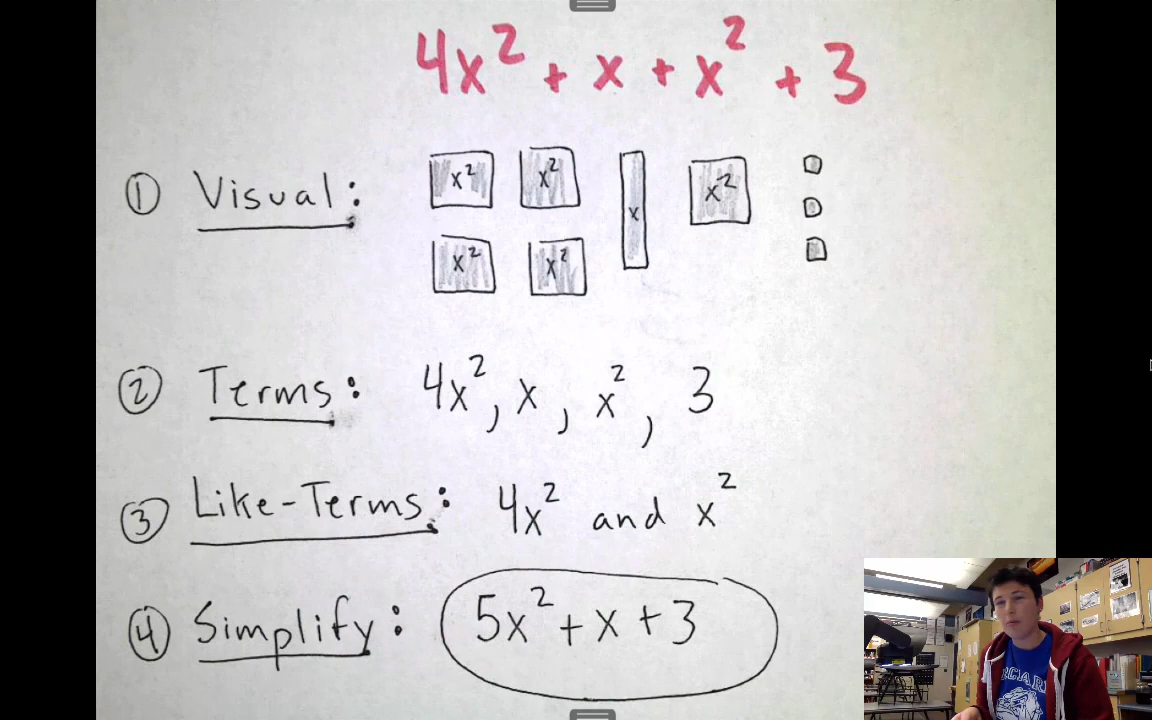 4x² + x + x² + 3
① Visual:
x² x² x x²
x² x²
② Terms: 4x², x, x², 3
③ Like-Terms: 4x² and x²
④ Simplify: 5x² + x + 3